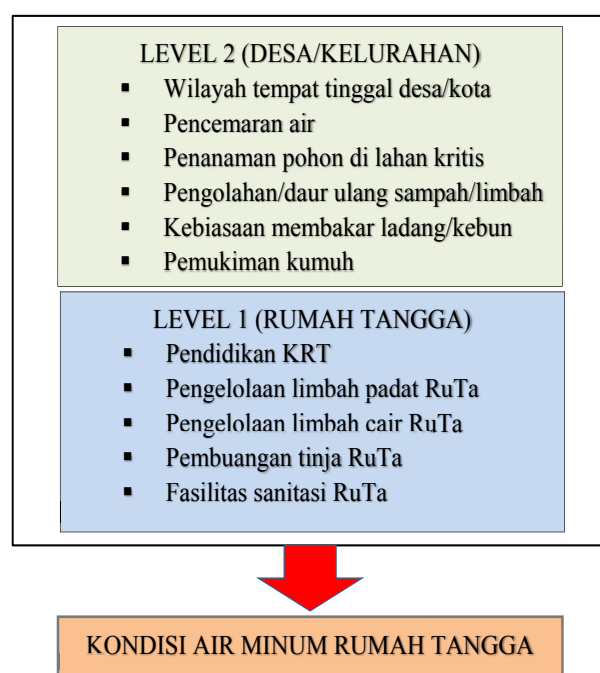 LEVEL 2 (DESA/KELURAHAN)
▪ Wilayah tempat tinggal desa/kota
▪ Pencemaran air
▪ Penanaman pohon di lahan kritis
▪ Pengolahan/daur ulang sampah/limbah
▪ Kebiasaan membakar ladang/kebun
▪ Pemukiman kumuh
LEVEL 1 (RUMAH TANGGA)
▪ Pendidikan KRT
▪ Pengelolaan limbah padat RuTa
▪ Pengelolaan limbah cair RuTa
▪ Pembuangan tinja RuTa
▪ Fasilitas sanitasi RuTa
KONDISI AIR MINUM RUMAH TANGGA